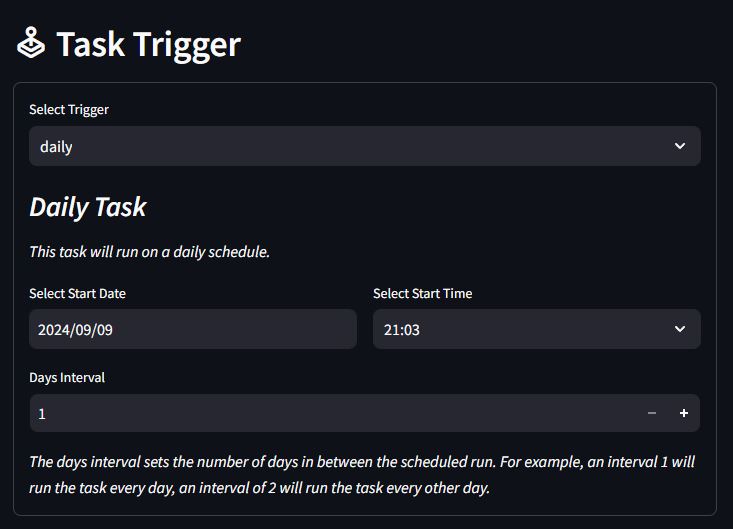 Task Trigger
Select Trigger
daily
Daily Task
This task will run on a daily schedule.
Select Start Date
Select Start Time
2024/09/09
21:03
Days Interval
1
The days interval sets the number of days in between the scheduled run. For example, an interval 1 will
run the task every day, an interval of 2 will run the task every other day.